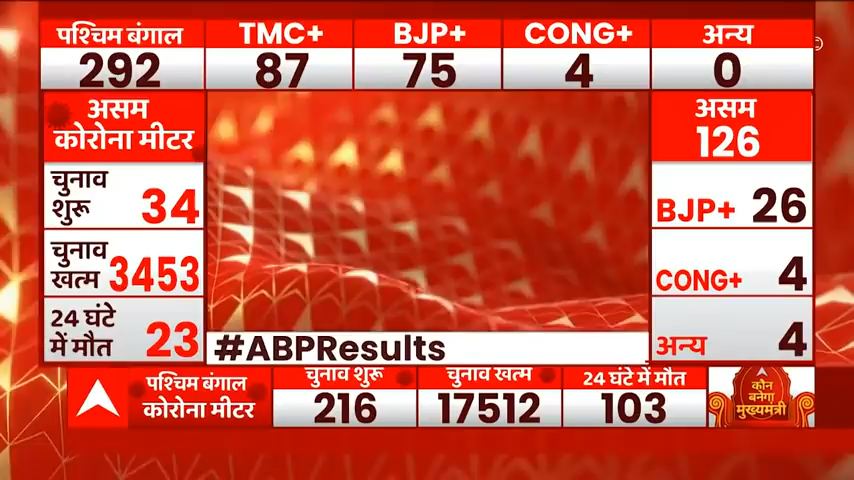 पश्चिम बंगाल TMC+ BJP+ CONG+ अन्य
292 87 75 4 0
असम
कोरोना मीटर
चुनाव
शुरू 34
चुनाव
खत्म 3453
24 घंटे
में मौत 23
असम
126
BJP+ 26
CONG+ 4
अन्य 4
#ABPResults
पश्चिम बंगाल
कोरोना मीटर
चुनाव शुरू चुनाव खत्म 24 घंटे में मौत
216 17512 103
कौन
बनेगा
मुख्यमंत्री